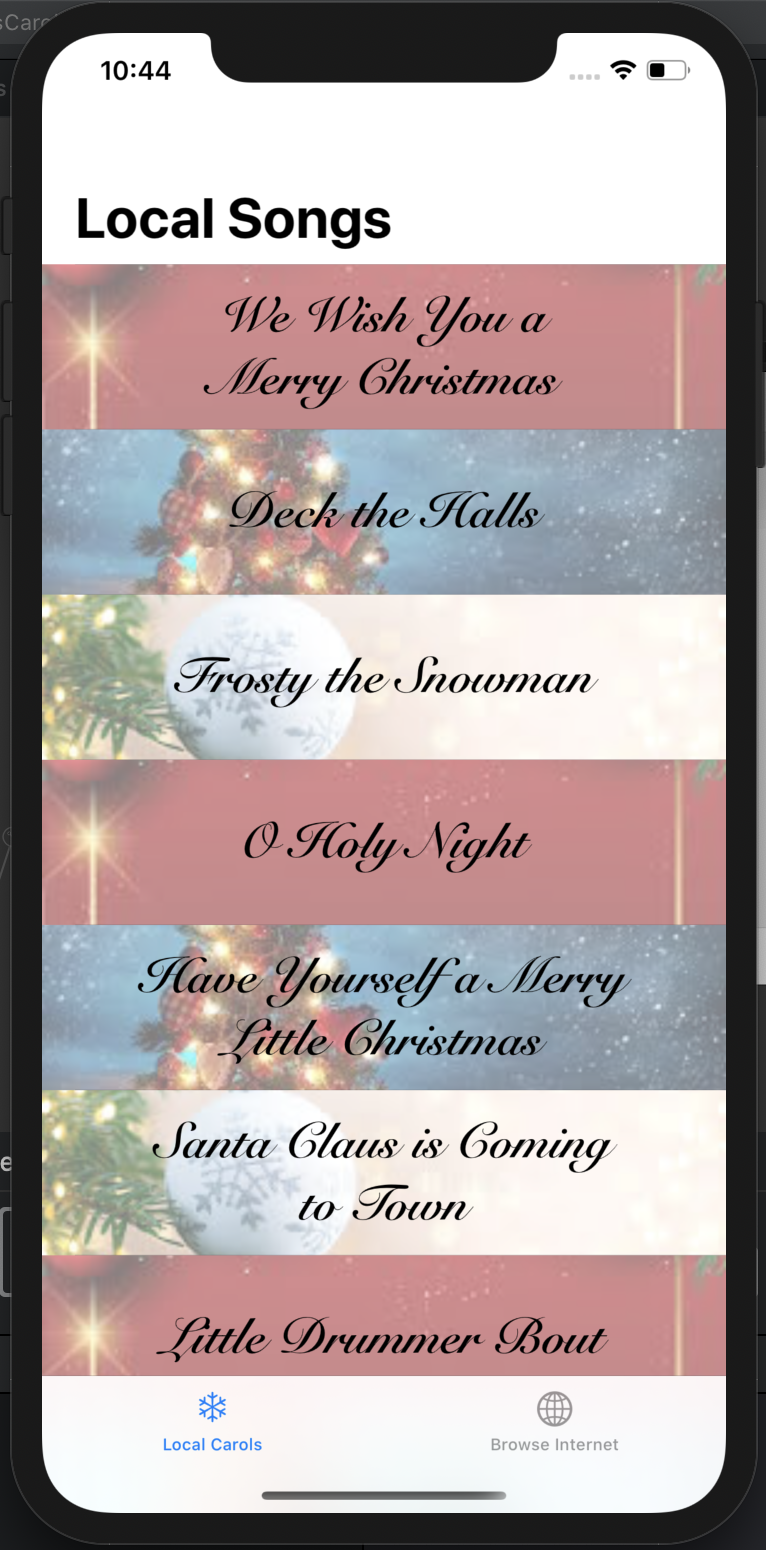 sCaro
10:44
Local Songs
We Wish You a
Merry Christmas
Deck the Halls
Frosty the Snowman
O Holy Night
Have Yourself a Merry
Little Christmas
Santa Claus is Coming
to Town
Little Drummer Bout
Local Carols
Browse Internet